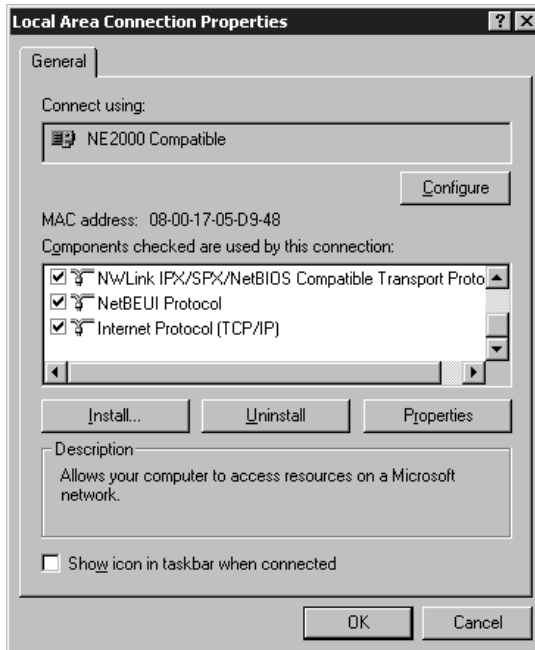 Local Area Connection Properties
General
Connect using:
NE2000 Compatible
Configure
MAC address: 08-00-17-05-D9-48
Components checked are used by this connection:
NWLink IPX/SPX/NetBIOS Compatible Transport Proto
NetBEUI Protocol
Internet Protocol (TCP/IP)
Install... Uninstall Properties
Description
Allows your computer to access resources on a Microsoft
network.
Show icon in taskbar when connected
OK Cancel